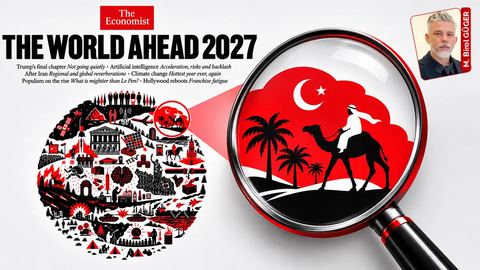 The
Economist
THE WORLD AHEAD 2027
Trump's final chapter Not going quietly • Artificial intelligence Acceleration, risks and backlash
After Iran Regional and global reverberations • Climate change Hottest year ever, again
Populism on the rise What is mightier than Le Pen? • Hollywood reboots Franchise fatigue
M. Birol GÜGER